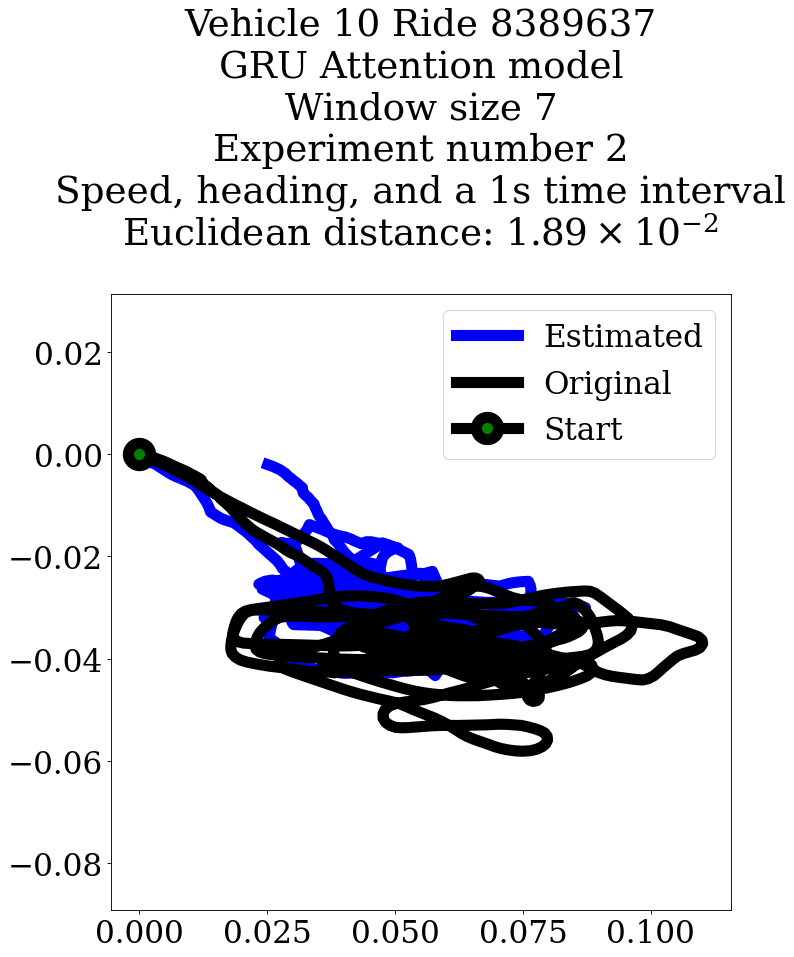 Vehicle 10 Ride 8389637
GRU Attention model
Window size 7
Experiment number 2
Speed, heading, and a 1s time interval
Euclidean distance: 1.89 × 10⁻²
Estimated
Original
Start
0.02
0.00
−0.02
−0.04
−0.06
−0.08
0.000 0.025 0.050 0.075 0.100